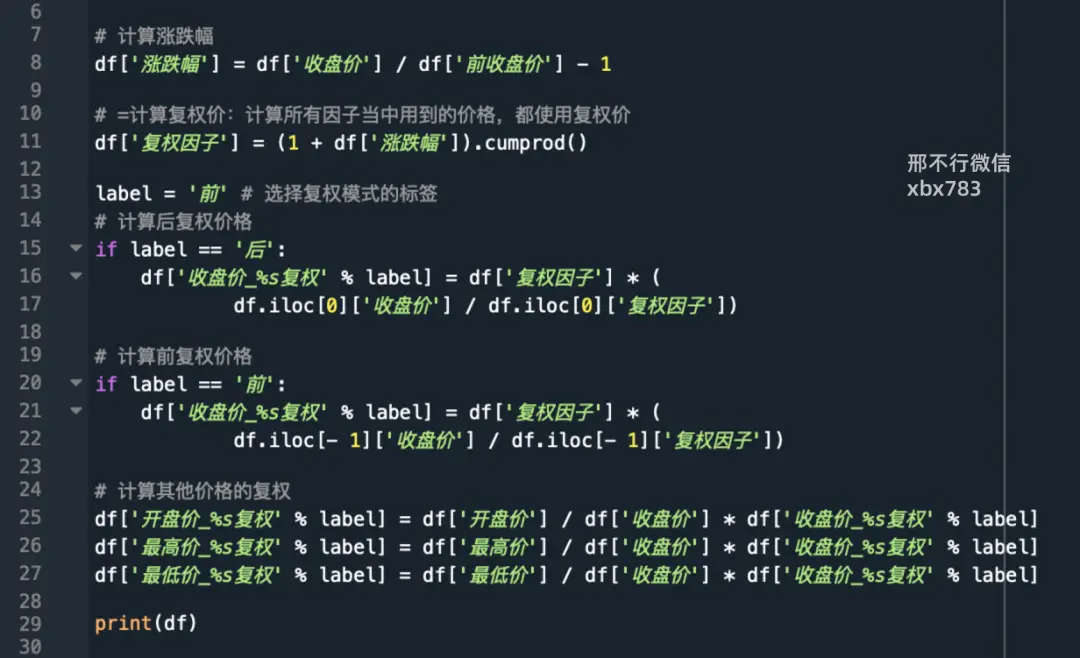 6
7 # 计算涨跌幅
8 df['涨跌幅'] = df['收盘价'] / df['前收盘价'] - 1
9
10 # =计算复权价：计算所有因子当中用到的价格，都使用复权价
11 df['复权因子'] = (1 + df['涨跌幅']).cumprod()
12
邢不行微信
xbx783
13 label = '前' # 选择复权模式的标签
14 # 计算后复权价格
15 if label == '后':
16     df['收盘价_%s复权' % label] = df['复权因子'] * (
17             df.iloc[0]['收盘价'] / df.iloc[0]['复权因子'])
18
19 # 计算前复权价格
20 if label == '前':
21     df['收盘价_%s复权' % label] = df['复权因子'] * (
22             df.iloc[- 1]['收盘价'] / df.iloc[- 1]['复权因子'])
23
24 # 计算其他价格的复权
25 df['开盘价_%s复权' % label] = df['开盘价'] / df['收盘价'] * df['收盘价_%s复权' % label]
26 df['最高价_%s复权' % label] = df['最高价'] / df['收盘价'] * df['收盘价_%s复权' % label]
27 df['最低价_%s复权' % label] = df['最低价'] / df['收盘价'] * df['收盘价_%s复权' % label]
28
29 print(df)
30